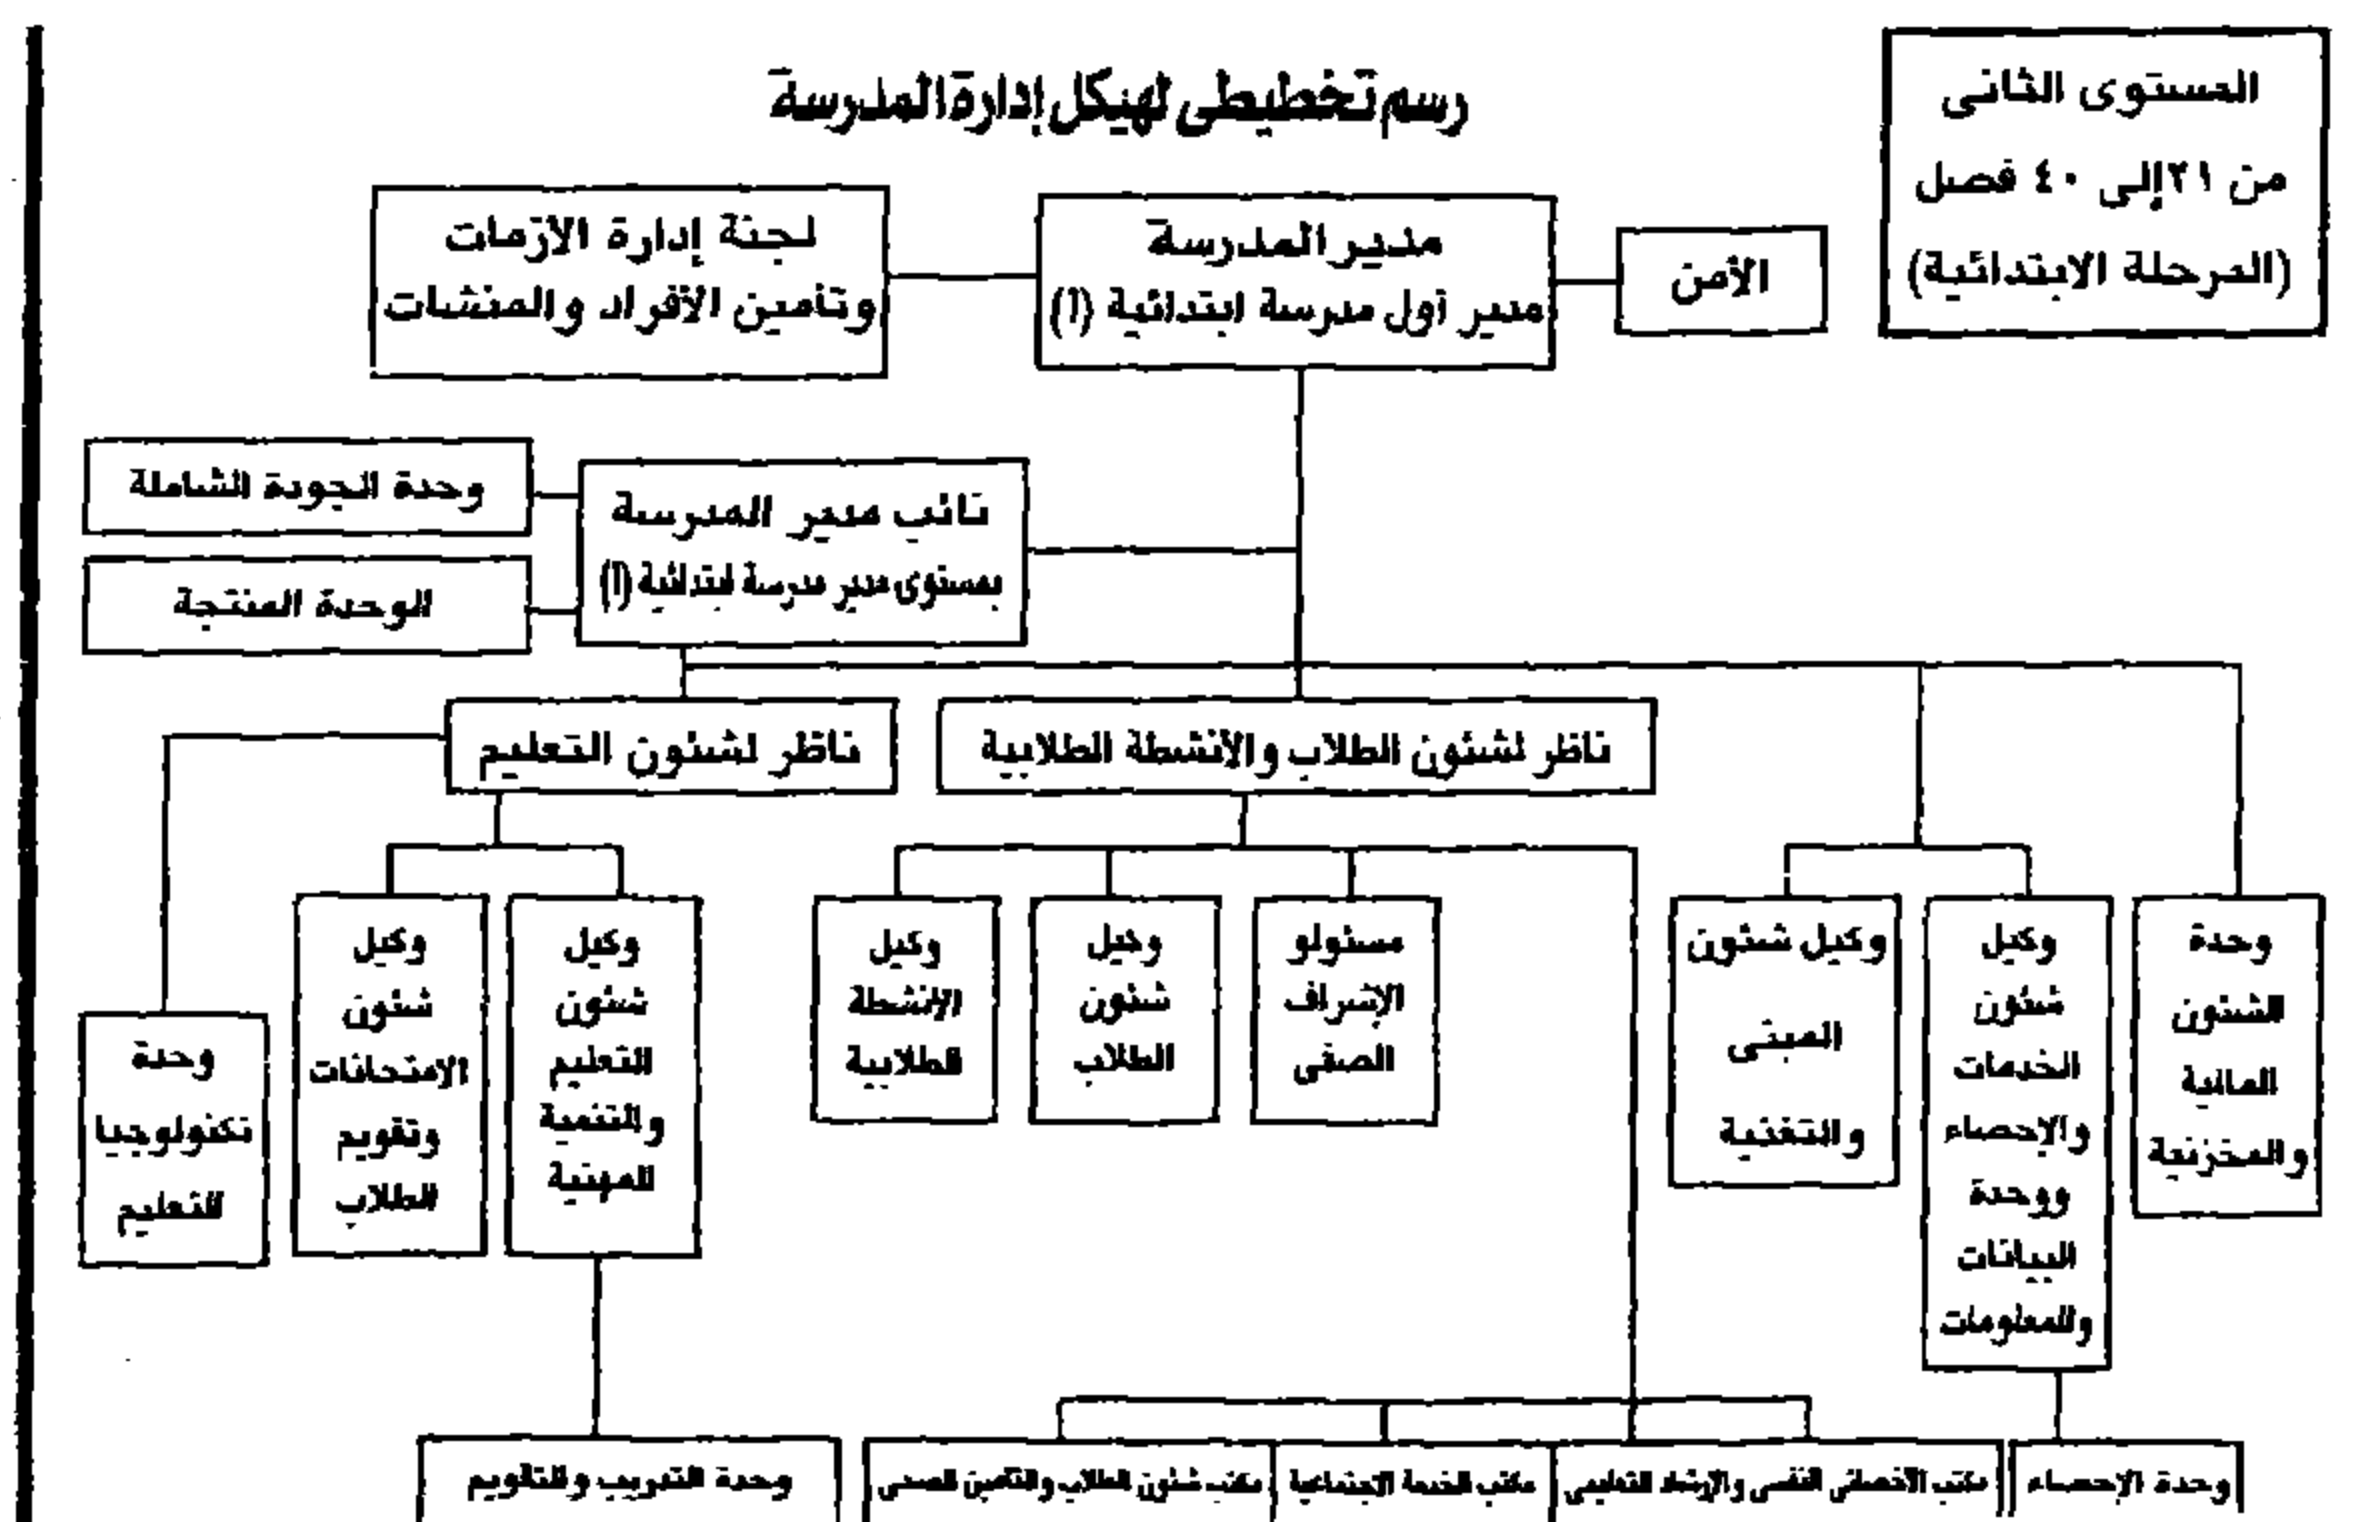 رسم تخطيطى لهيكل إدارة المدرسة
المستوى الثانى
من ٢١ إلى ٤٠ فصل
(المرحلة الابتدائية)
الأمن
مدير المدرسة
مدير أول مدرسة ابتدائية (أ)
لجنة إدارة الازمات
وتأمين الأفراد والمنشآت
نائب مدير المدرسة
بمستوى مدير مدرسة ابتدائية (أ)
وحدة الجودة الشاملة
الوحدة المنتجة
ناظر لشئون الطلاب والأنشطة الطلابية
ناظر لشئون التعليم
وحدة
الشئون
المالية
والمخزنية
وكيل
شئون
الخدمات
والإحصاء
ووحدة
البيانات
والمعلومات
وكيل شئون
المبنى
والتغذية
مسئولو
الإشراف
الصفى
وكيل
شئون
الطلاب
وكيل
الأنشطة
الطلابية
وكيل
شئون
التعليم
والتنمية
المهنية
وكيل
شئون
الامتحانات
وتقويم
الطلاب
وحدة
تكنولوجيا
التعليم
وحدة الإحصاء
مكتب الأخصائى النفسى والإرشاد التعليمى
مكتب الخدمة الاجتماعية
مكتب شئون الطلاب والتأمين الصحى
وحدة التدريب والتقويم